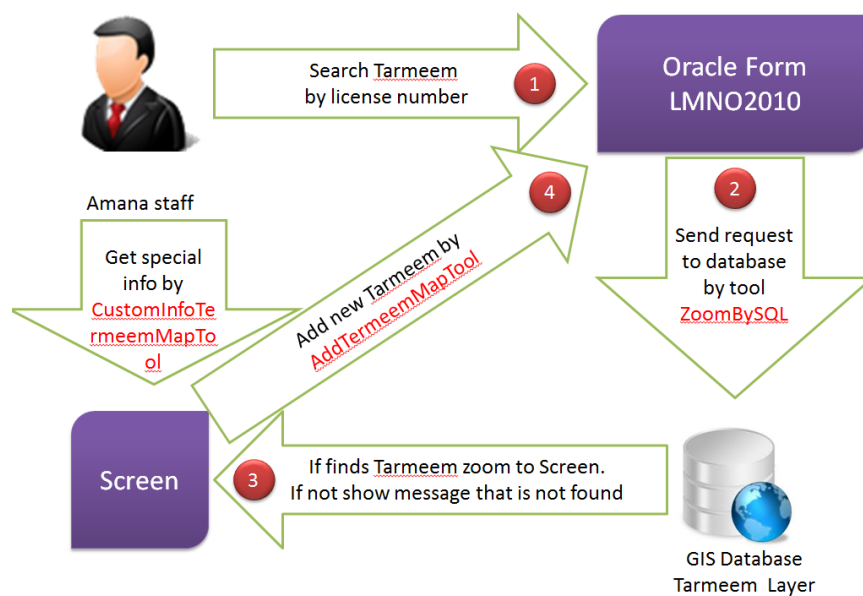 Search Tarmeem
by license number
1
Oracle Form
LMNO2010
2
Send request
to database
by tool
ZoomBySQL
Amana staff
Get special
info by
CustomInfoTe
rmeemMapTo
ol
4
Add new Tarmeem by
AddTermeemMapTool
Screen
3
If finds Tarmeem zoom to Screen.
If not show message that is not found
GIS Database
Tarmeem Layer